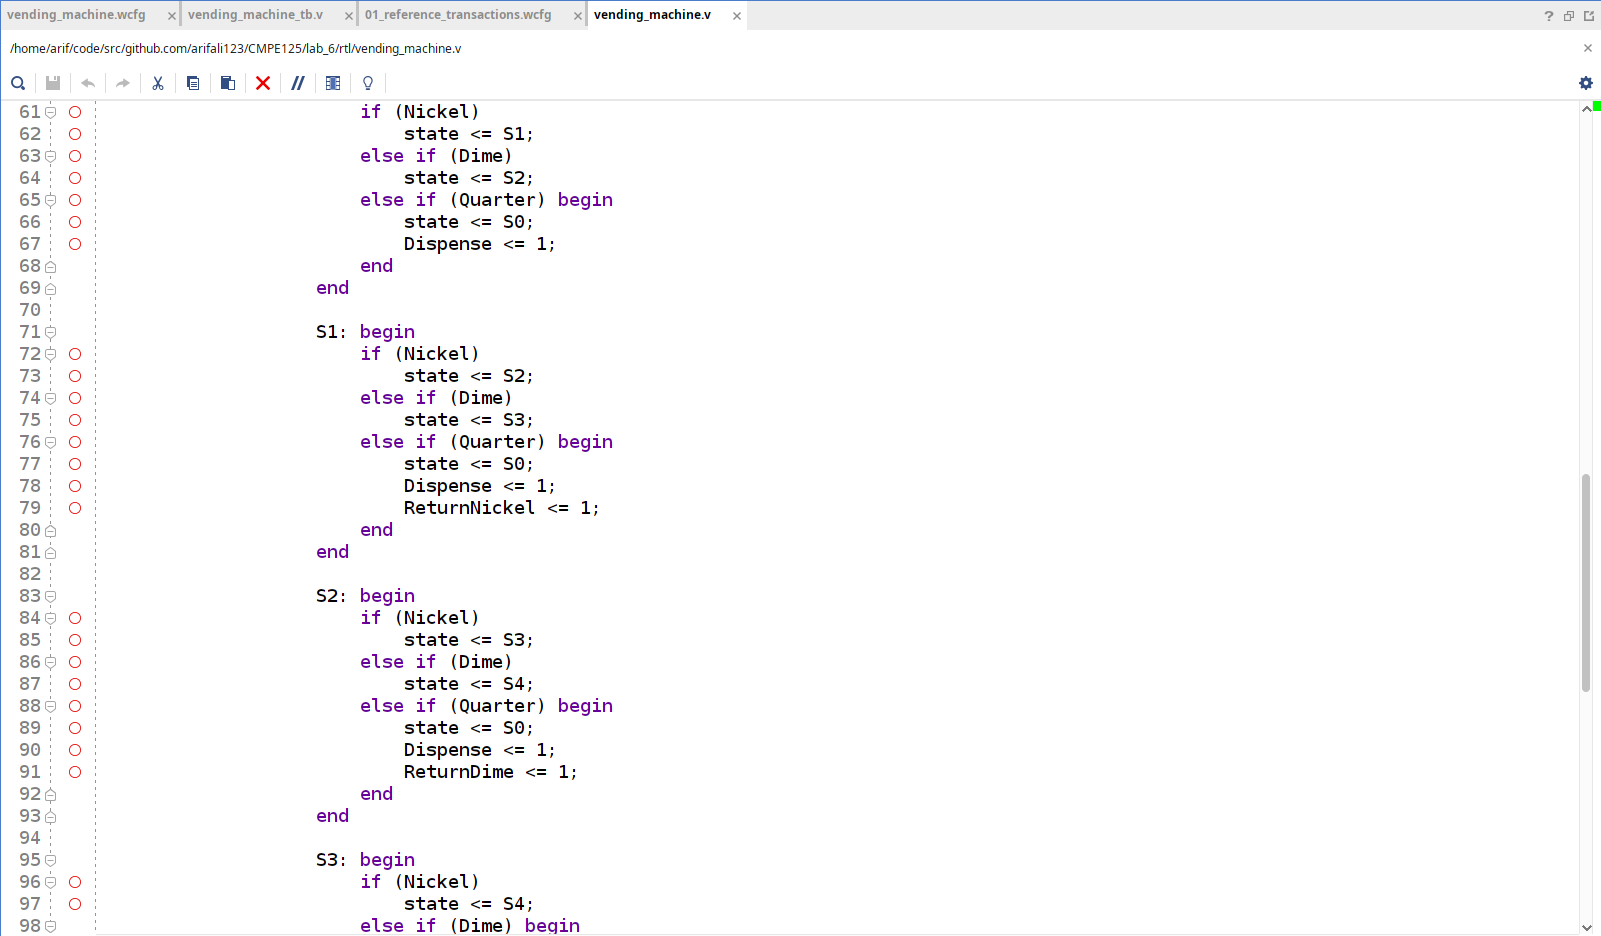 vending_machine.wcfg vending_machine_tb.v 01_reference_transactions.wcfg vending_machine.v
/home/arif/code/src/github.com/arifali123/CMPE125/lab_6/rtl/vending_machine.v
61 if (Nickel)
62 state <= S1;
63 else if (Dime)
64 state <= S2;
65 else if (Quarter) begin
66 state <= S0;
67 Dispense <= 1;
68 end
69 end
70
71 S1: begin
72 if (Nickel)
73 state <= S2;
74 else if (Dime)
75 state <= S3;
76 else if (Quarter) begin
77 state <= S0;
78 Dispense <= 1;
79 ReturnNickel <= 1;
80 end
81 end
82
83 S2: begin
84 if (Nickel)
85 state <= S3;
86 else if (Dime)
87 state <= S4;
88 else if (Quarter) begin
89 state <= S0;
90 Dispense <= 1;
91 ReturnDime <= 1;
92 end
93 end
94
95 S3: begin
96 if (Nickel)
97 state <= S4;
98 else if (Dime) begin